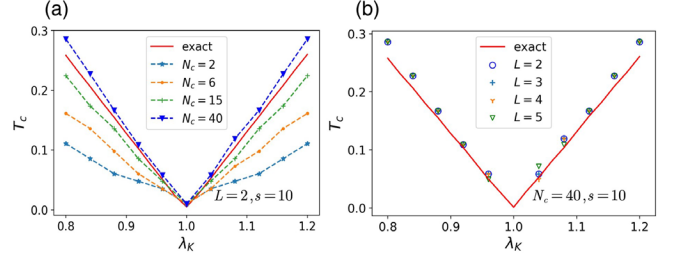 (a)
0.3
0.2
0.1
0.0
T_c
exact
N_c = 2
N_c = 6
N_c = 15
N_c = 40
L = 2, s = 10
0.8 0.9 1.0 1.1 1.2
λ_K
(b)
0.3
0.2
0.1
0.0
T_c
exact
L = 2
L = 3
L = 4
L = 5
N_c = 40, s = 10
0.8 0.9 1.0 1.1 1.2
λ_K